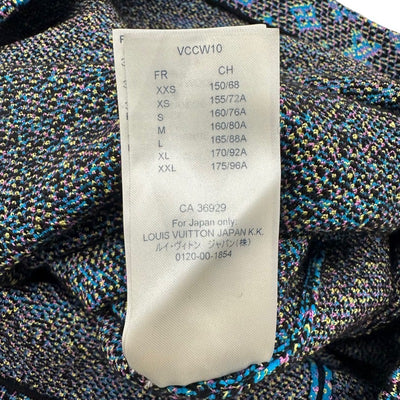 VCCW10
FR CH
XXS 150/68
XS 155/72A
S 160/76A
M 160/80A
L 165/88A
XL 170/92A
XXL 175/96A
CA 36929
For Japan only:
LOUIS VUITTON JAPAN K.K.
ルイ・ヴィトン ジャパン(株)
0120-00-1854